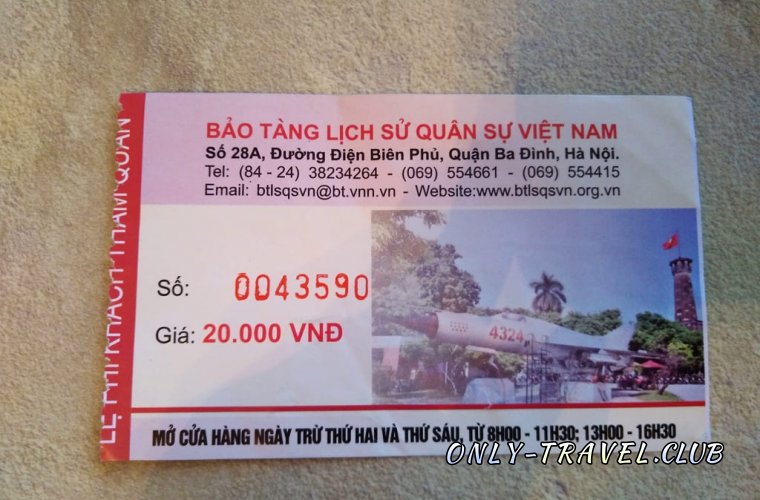 BẢO TÀNG LỊCH SỬ QUÂN SỰ VIỆT NAM
Số 28A, Đường Điện Biên Phủ, Quận Ba Đình, Hà Nội.
Tel: (84 - 24) 38234264 - (069) 554661 - (069) 554415
Email: btlsqsvn@bt.vnn.vn - Website:www.btlsqsvn.org.vn
LỆ PHÍ KHÁCH THAM QUAN
Số: 0043590
Giá: 20.000 VNĐ
4324
MỞ CỬA HÀNG NGÀY TRỪ THỨ HAI VÀ THỨ SÁU, TỪ 8H00 - 11H30; 13H00 - 16H30
ONLY-TRAVEL.CLUB